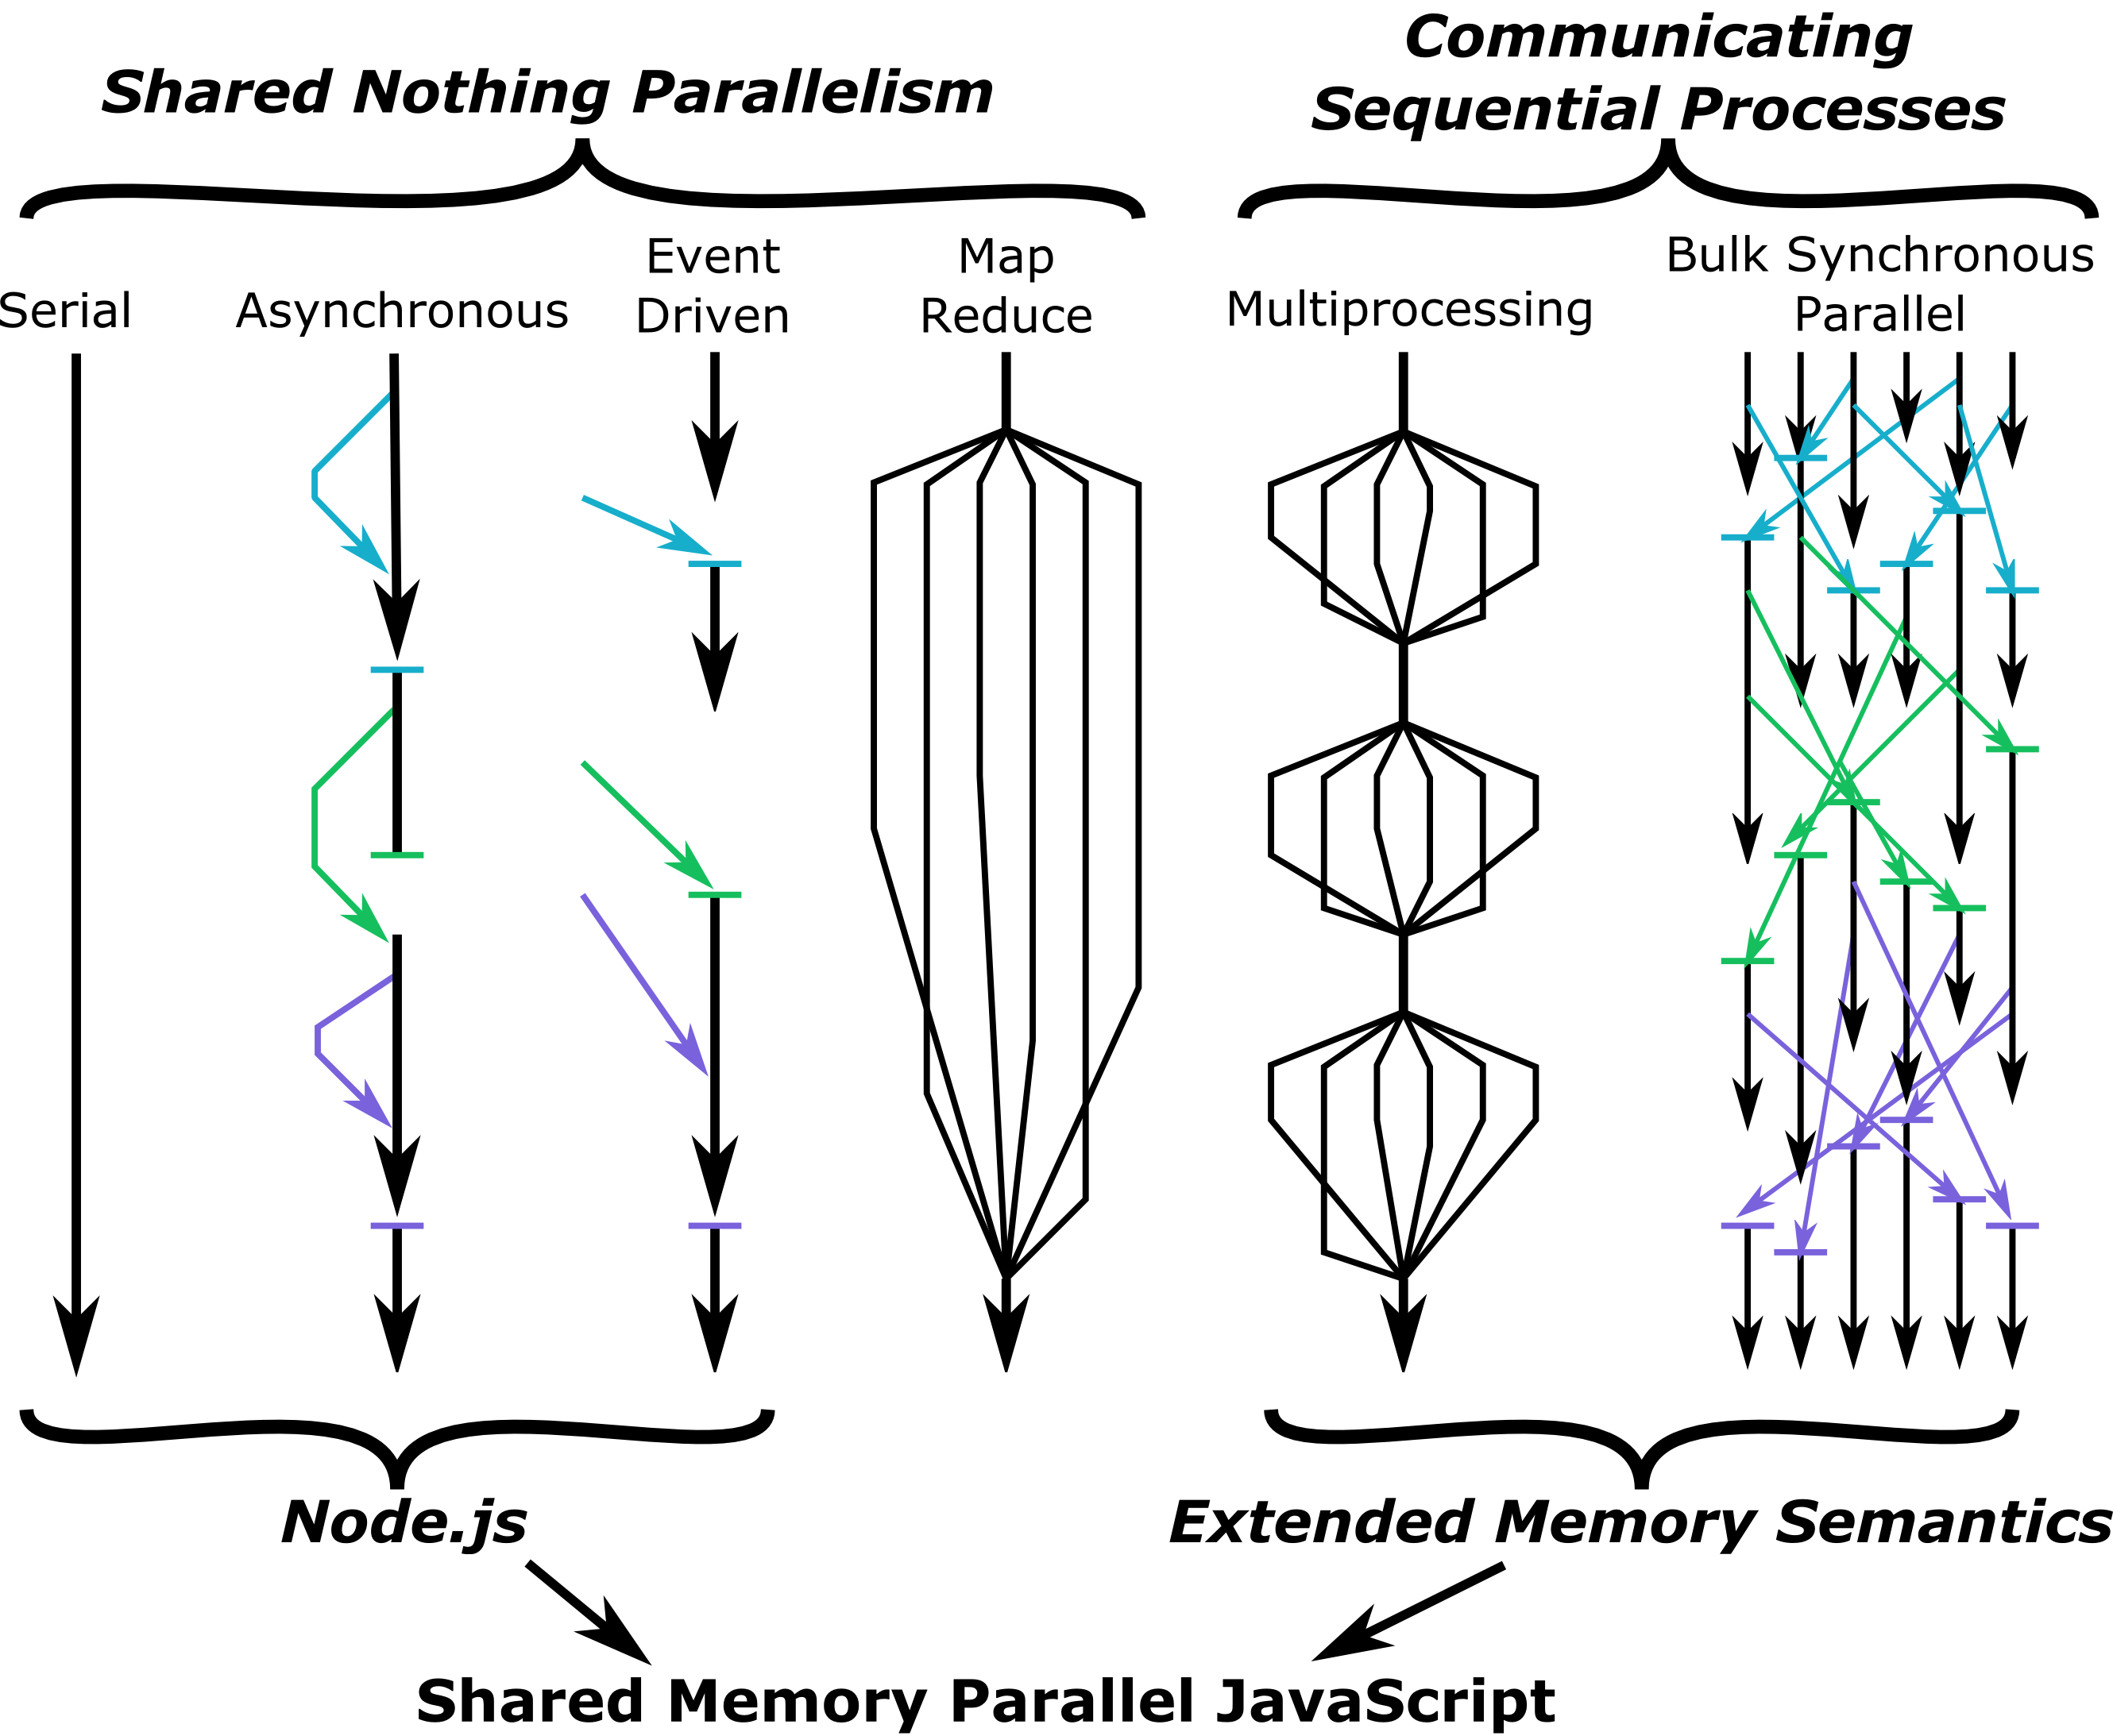 Shared Nothing Parallelism
Communicating
Sequential Processes
Serial
Asynchronous
Event
Driven
Map
Reduce
Multiprocessing
Bulk Synchronous
Parallel
Node.js
Extended Memory Semantics
Shared Memory Parallel JavaScript